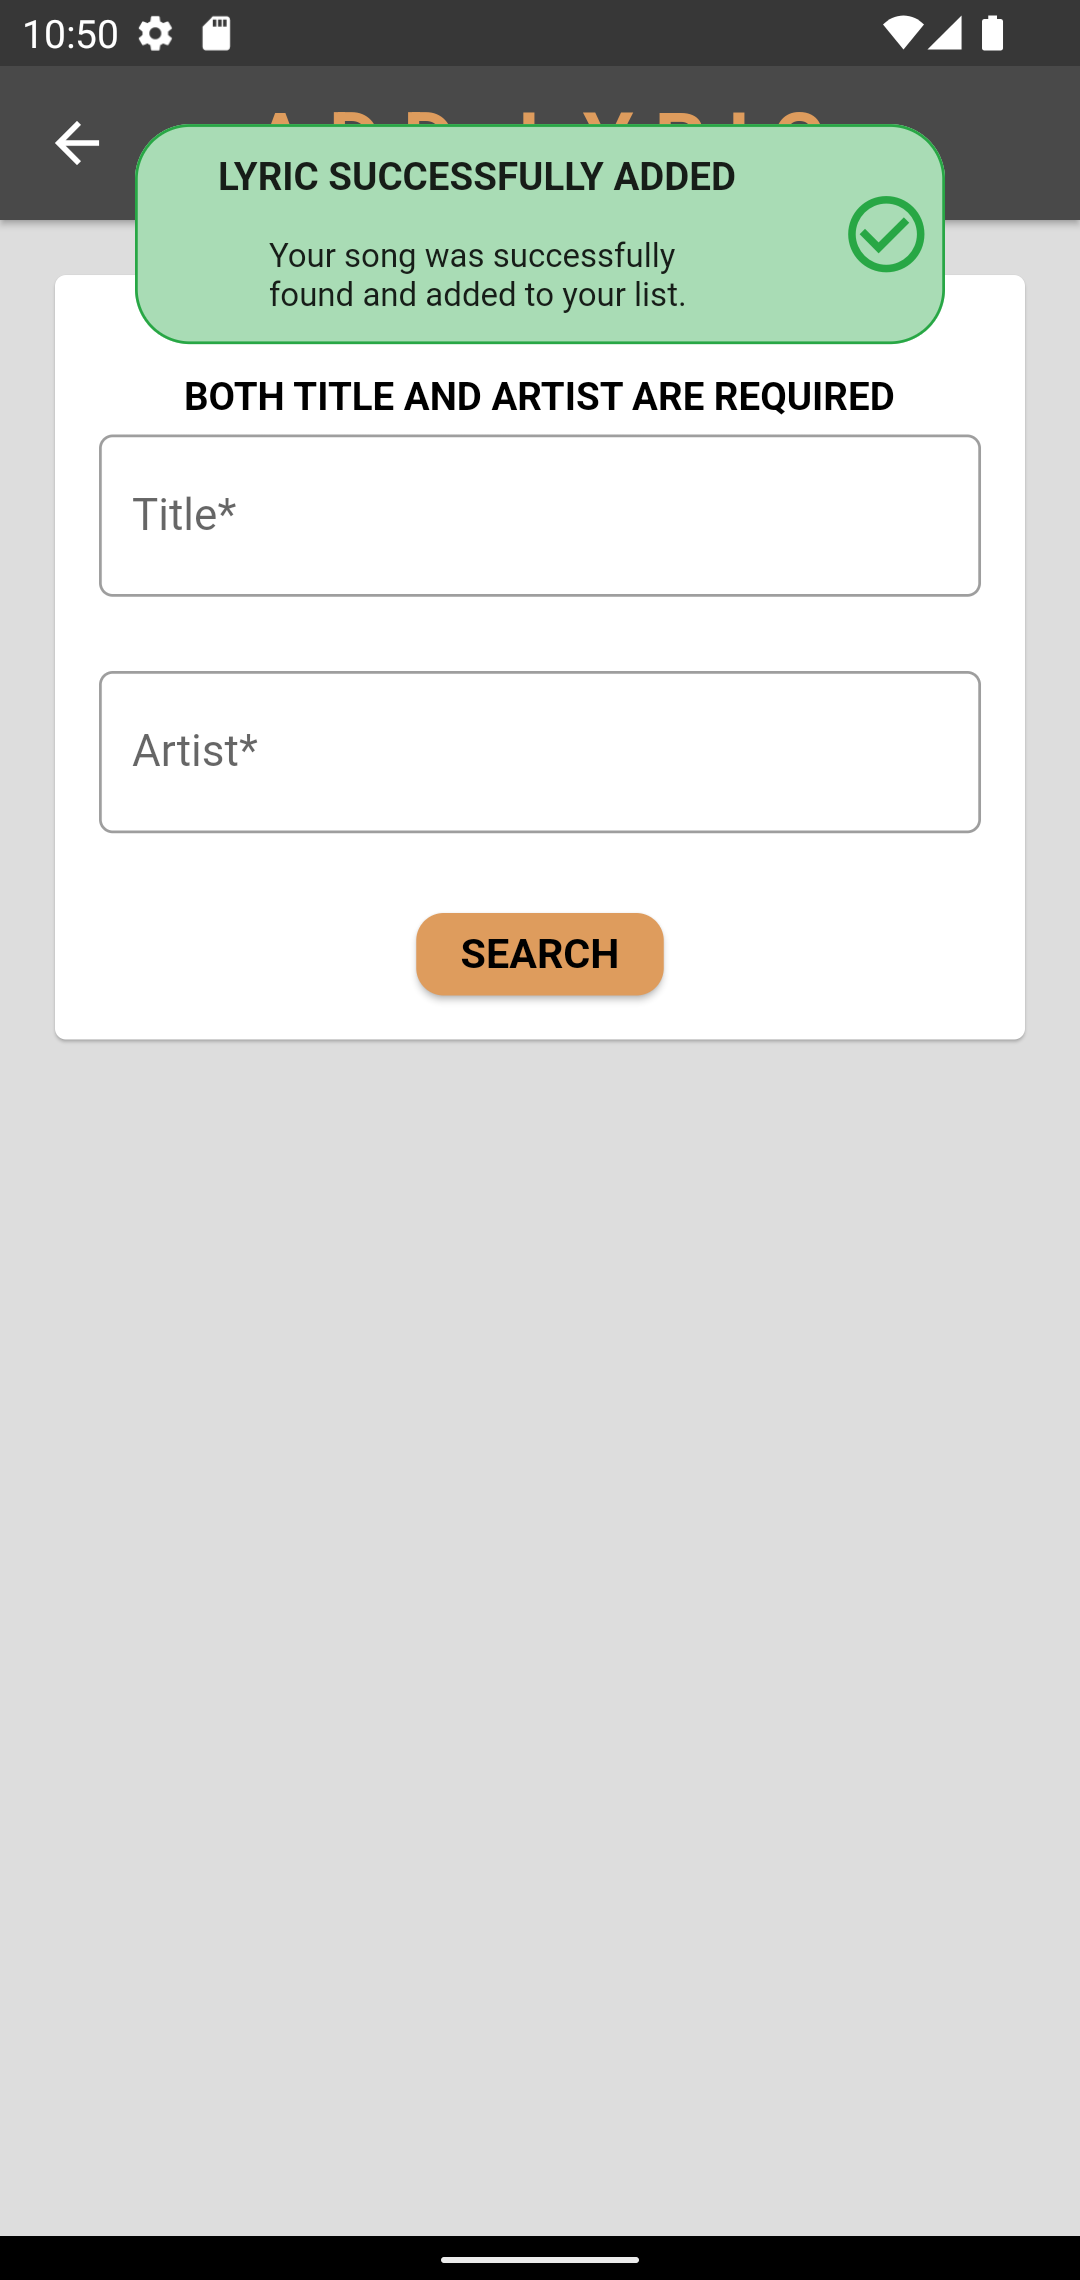 10:50
LYRIC SUCCESSFULLY ADDED
Your song was successfully
found and added to your list.
BOTH TITLE AND ARTIST ARE REQUIRED
Title*
Artist*
SEARCH